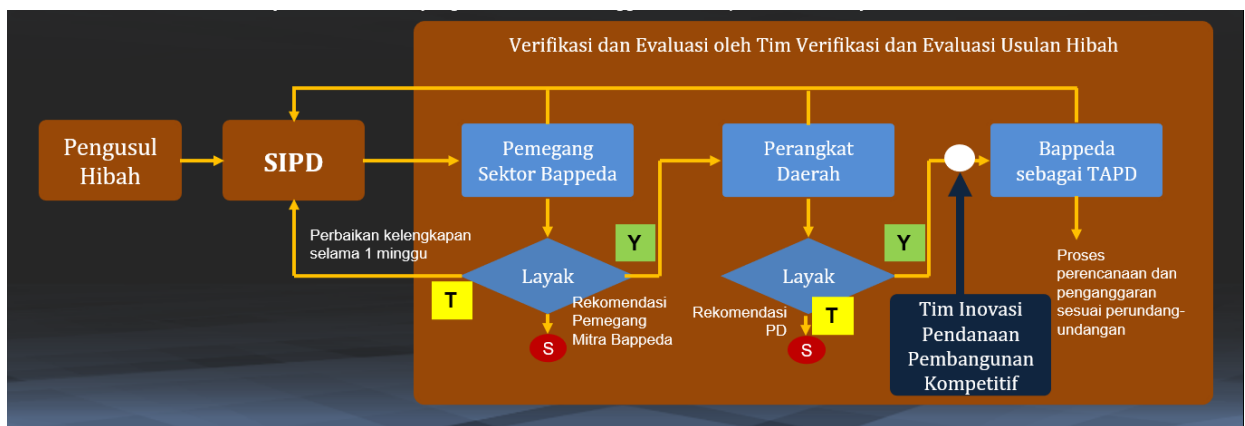 Verifikasi dan Evaluasi oleh Tim Verifikasi dan Evaluasi Usulan Hibah
Pengusul
Hibah
SIPD
Pemegang
Sektor Bappeda
Perangkat
Daerah
Bappeda
sebagai TAPD
Perbaikan kelengkapan
selama 1 minggu
Y
Y
Layak
Layak
T
T
Rekomendasi
Pemegang
Mitra Bappeda
Rekomendasi
PD
S
S
Tim Inovasi
Pendanaan
Pembangunan
Kompetitif
Proses
perencanaan dan
penganggaran
sesuai perundang-
undangan